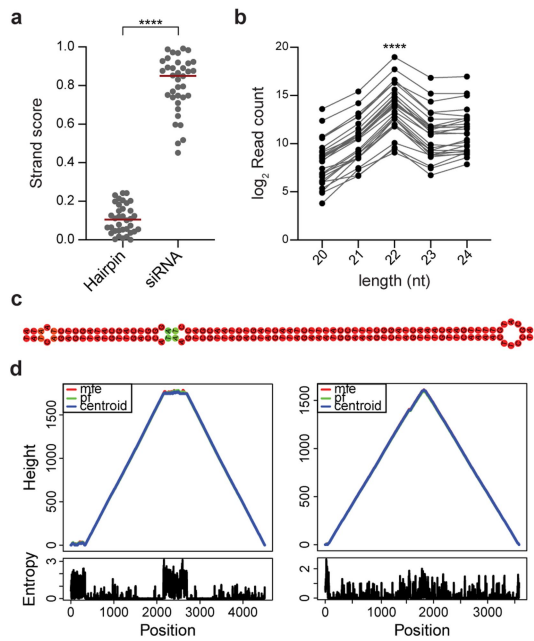 a
****
Strand score
1.0
0.8
0.6
0.4
0.2
0.0
Hairpin
siRNA
b
****
log2 Read count
20
15
10
5
0
20
21
22
23
24
length (nt)
c
d
mfe
pf
centroid
Height
1500
1000
500
0
Entropy
3
0
0
1000
2000
3000
4000
Position
mfe
pf
centroid
1500
1000
500
0
2
0
0
1000
2000
3000
Position